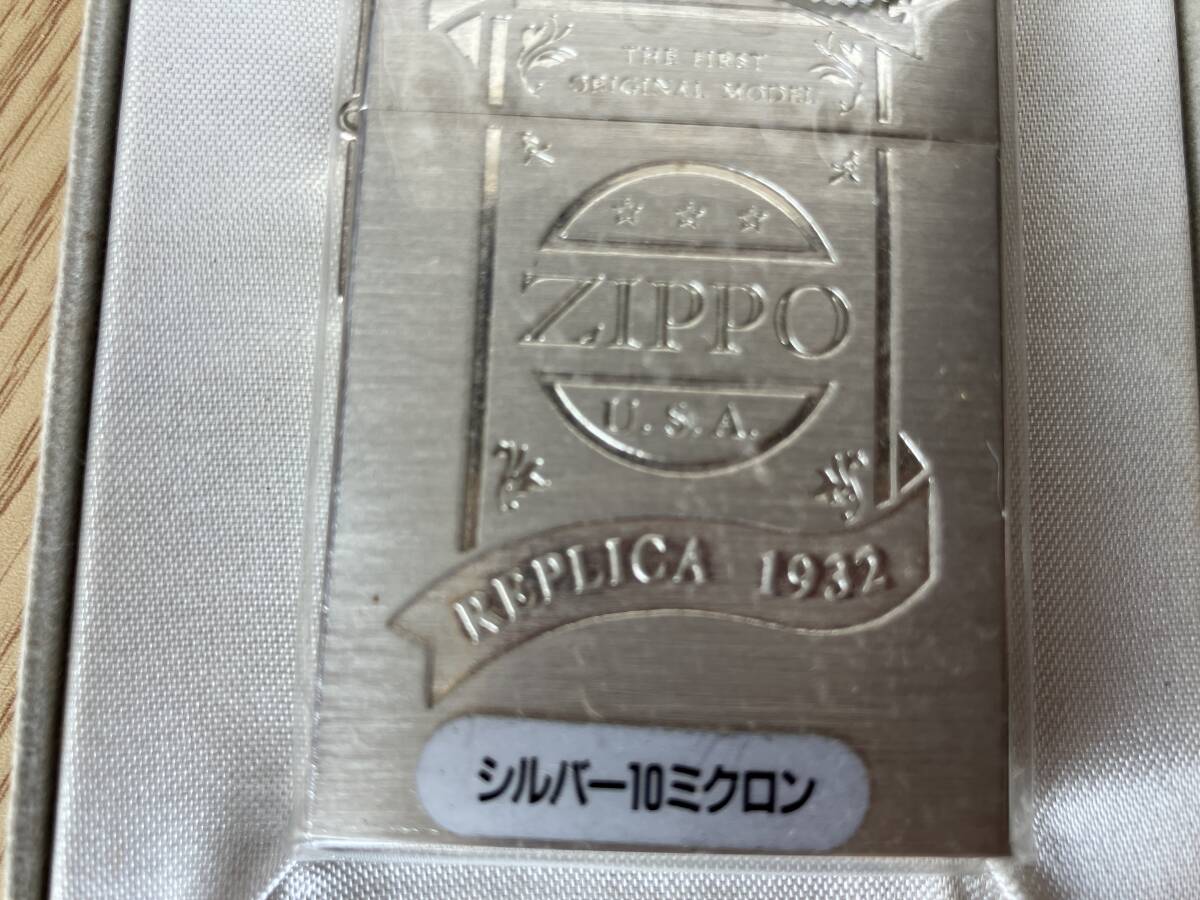 THE FIRST
ORIGINAL MODEL
ZIPPO
U.S.A.
REPLICA 1932
シルバー10ミクロン